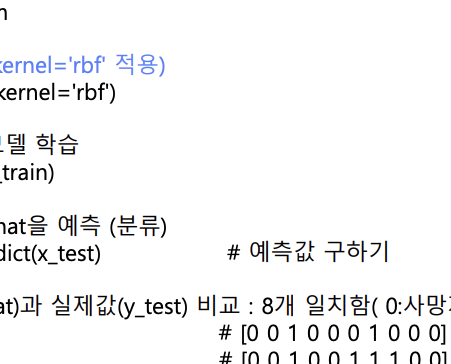 n
kernel='rbf' 적용)
kernel='rbf')
모델 학습
_train)
hat을 예측 (분류)
dict(x_test) # 예측값 구하기
at)과 실제값(y_test) 비교 : 8개 일치함( 0:사망
# [0 0 1 0 0 0 1 0 0 0]
# [0 0 1 0 0 1 1 1 0 0]